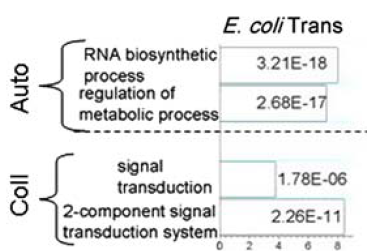 E. coli Trans
Auto
RNA biosynthetic
process
3.21E-18
regulation of
metabolic process
2.68E-17
Coll
signal
transduction
1.78E-06
2-component signal
transduction system
2.26E-11
0 2 4 6 8